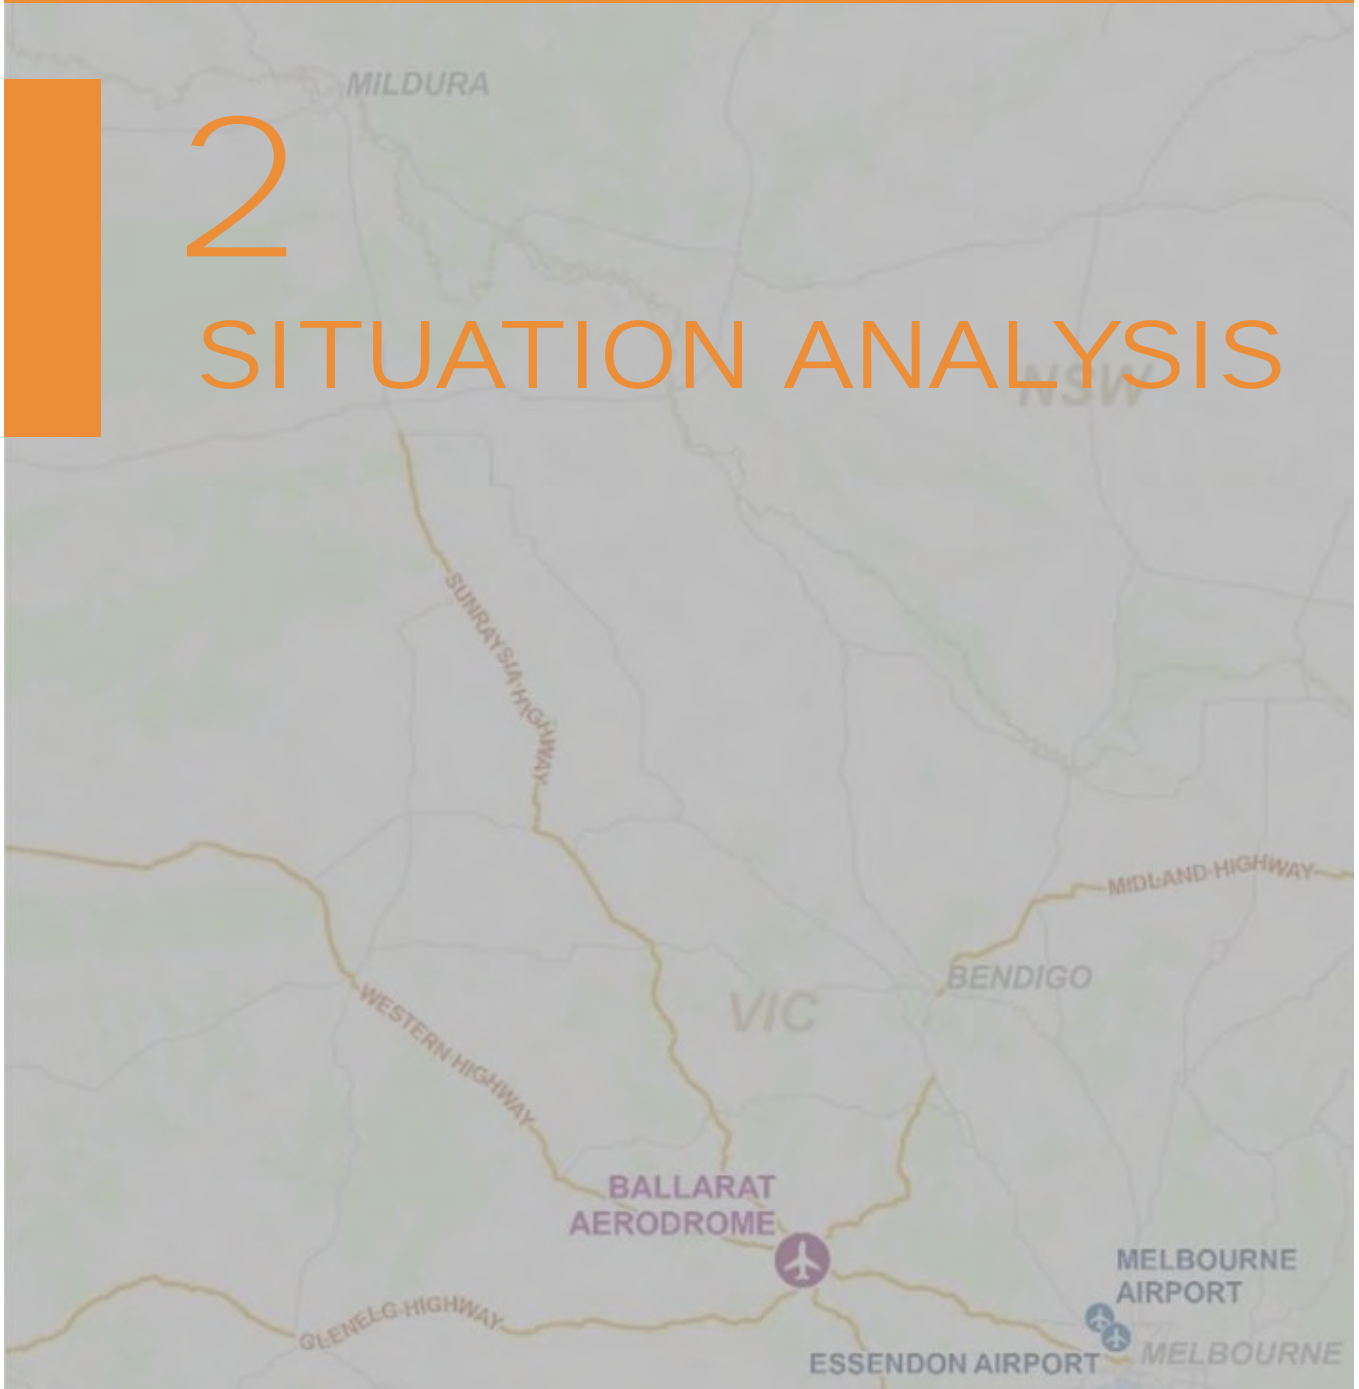 MILDURA
2
SITUATION ANALYSIS
NSW
SUNRAYSIA HIGHWAY
MIDLAND HIGHWAY
BENDIGO
VIC
WESTERN HIGHWAY
BALLARAT
AERODROME
MELBOURNE
AIRPORT
GLENELG HIGHWAY
ESSENDON AIRPORT
MELBOURNE